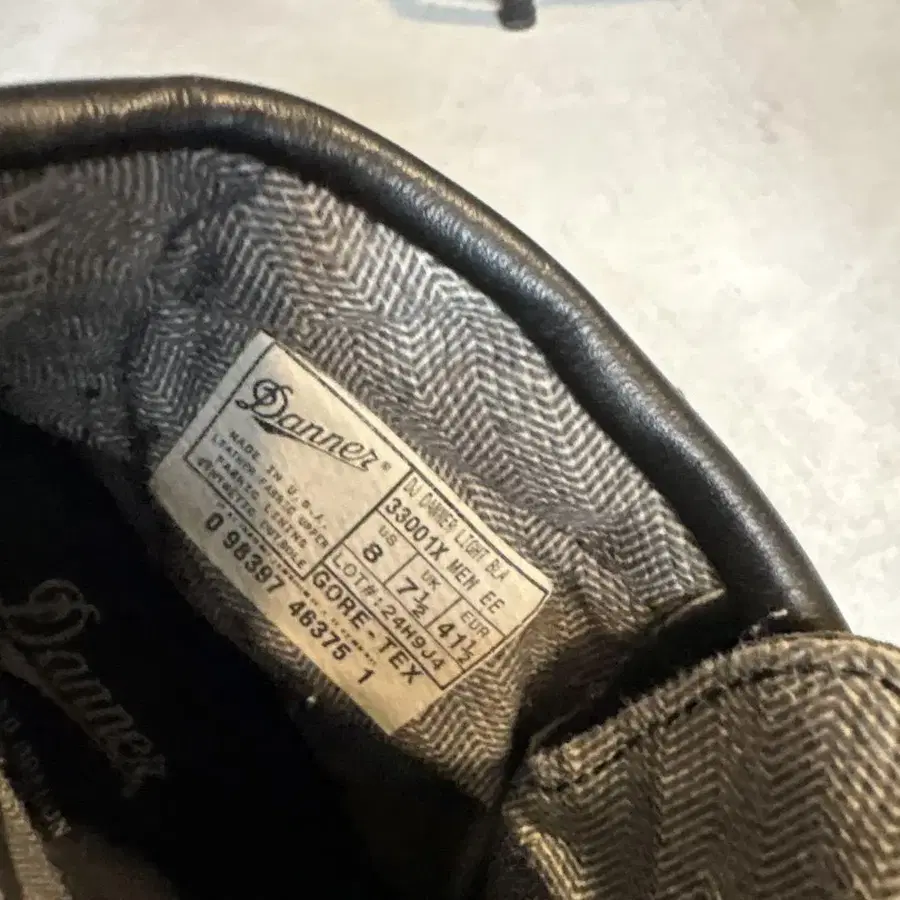 Danner®
MADE IN U.S.A.
LEATHER-FABRIC UPPER
FABRIC LINING
SYNTHETIC OUTSOLE
DJ DANNER LIGHT BLA
33001X MEN EE
US UK EUR
8 7½ 41½
LOT#:24H9J4
GORE-TEX
0 98397 46375 1
Danner